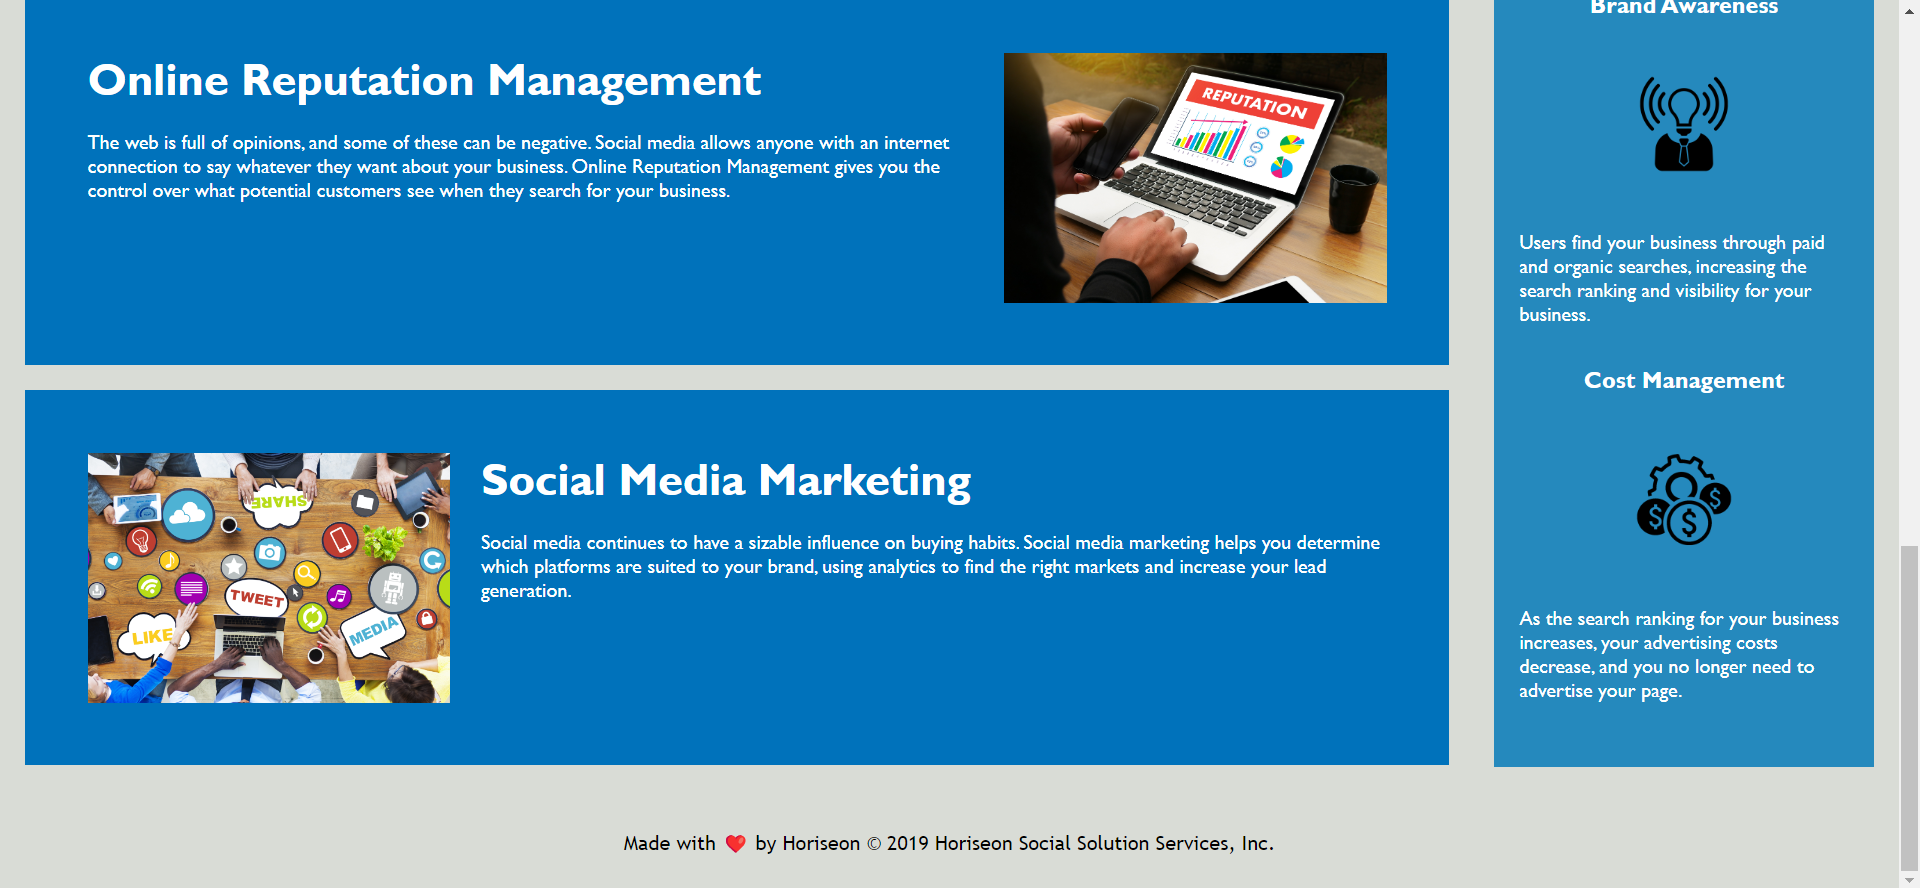 Online Reputation Management
The web is full of opinions, and some of these can be negative. Social media allows anyone with an internet
connection to say whatever they want about your business. Online Reputation Management gives you the
control over what potential customers see when they search for your business.
REPUTATION
Social Media Marketing
Social media continues to have a sizable influence on buying habits. Social media marketing helps you determine
which platforms are suited to your brand, using analytics to find the right markets and increase your lead
generation.
SHARE
TWEET
LIKE
MEDIA
Brand Awareness
Users find your business through paid
and organic searches, increasing the
search ranking and visibility for your
business.
Cost Management
As the search ranking for your business
increases, your advertising costs
decrease, and you no longer need to
advertise your page.
Made with ❤️ by Horiseon © 2019 Horiseon Social Solution Services, Inc.